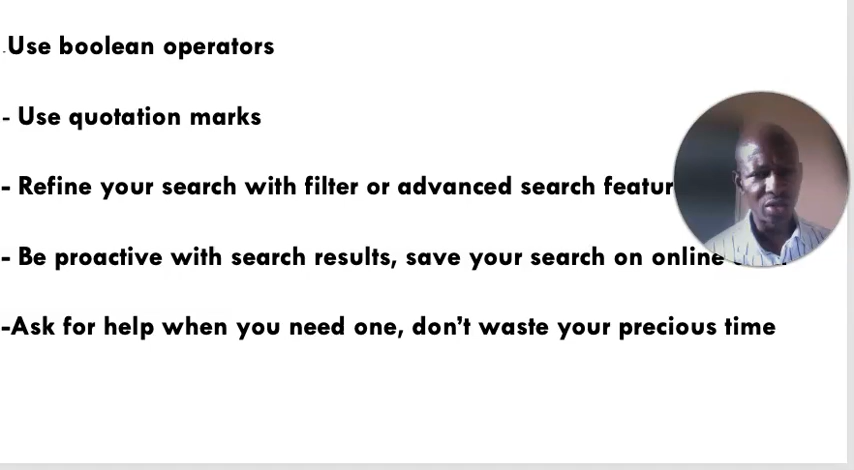 .Use boolean operators
- Use quotation marks
- Refine your search with filter or advanced search
- Be proactive with search results, save your search on online
-Ask for help when you need one, don't waste your precious time